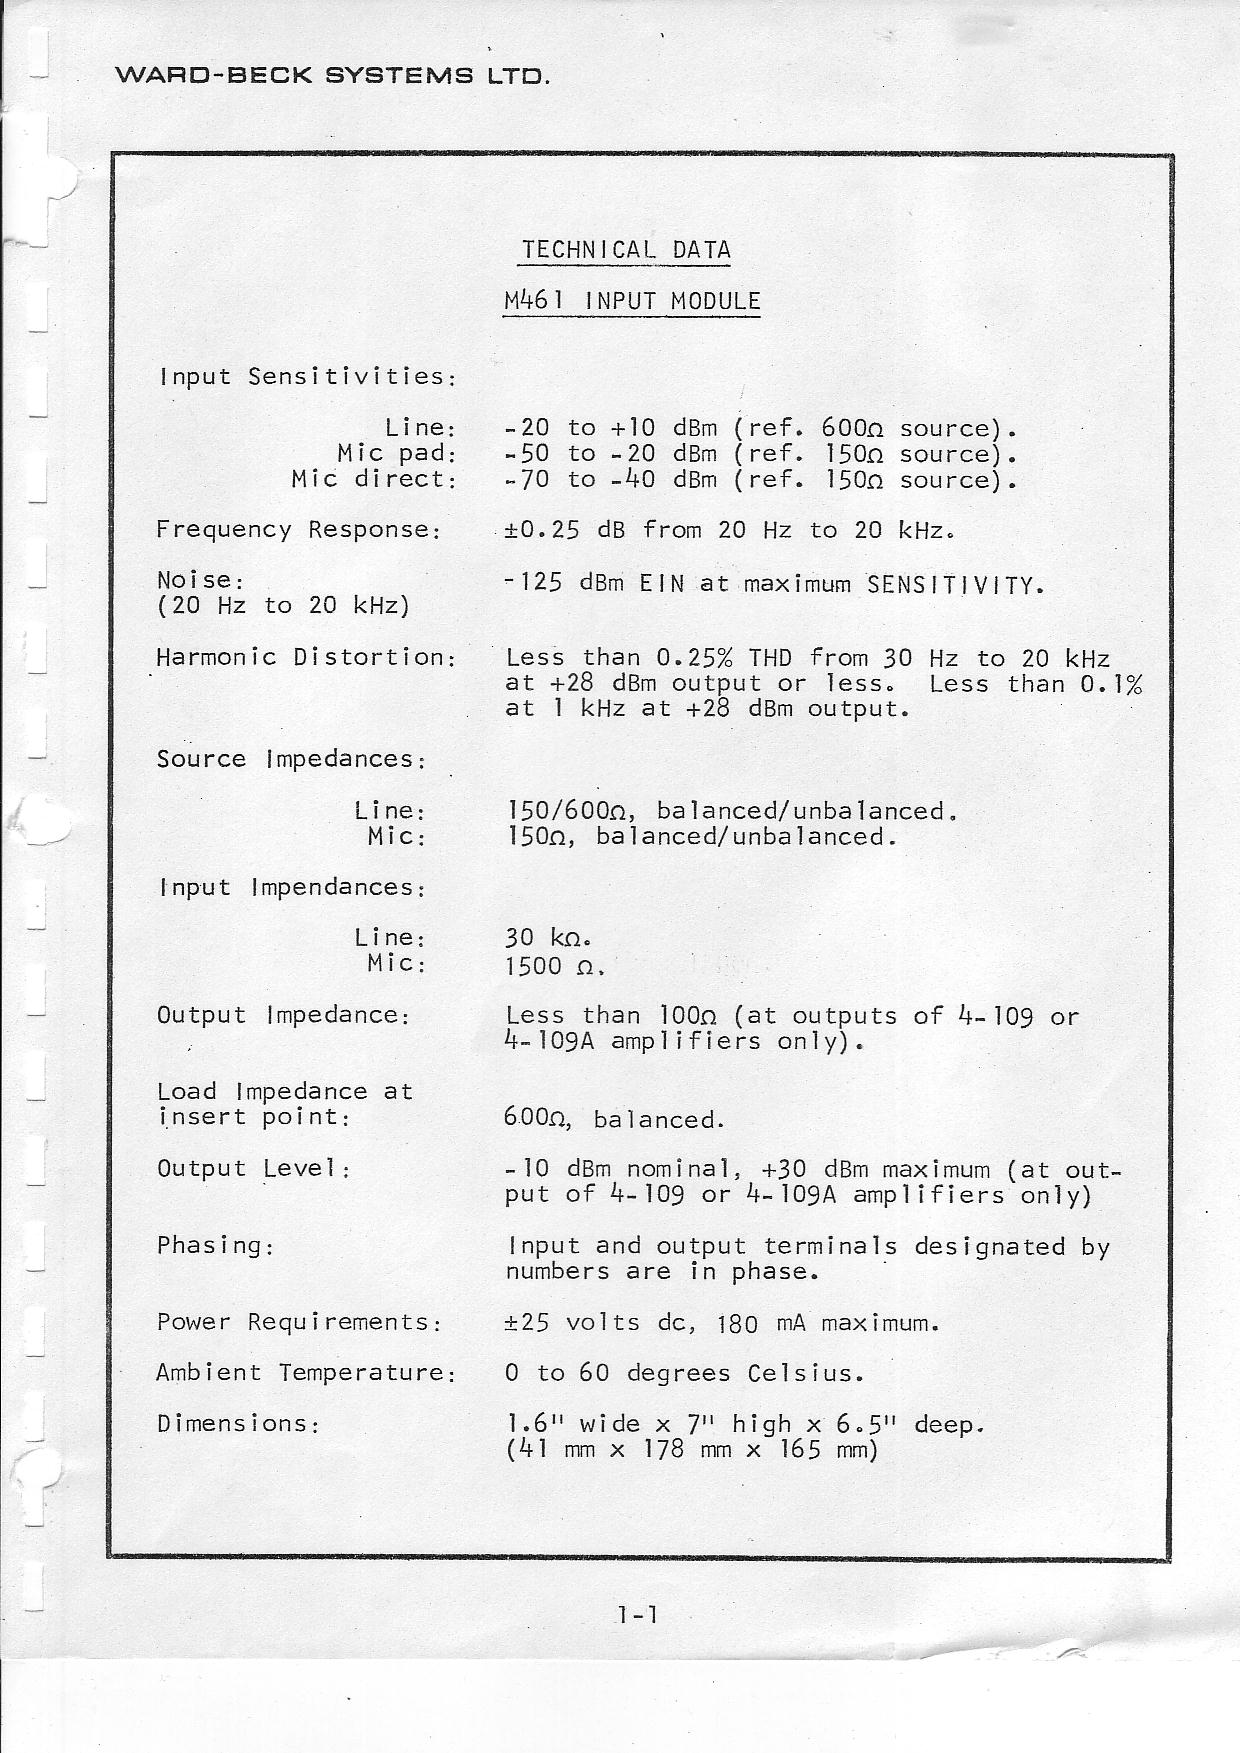 WARD-BECK SYSTEMS LTD.
TECHNICAL DATA
M461 INPUT MODULE
Input Sensitivities:
Line: -20 to +10 dBm (ref. 600Ω source).
Mic pad: -50 to -20 dBm (ref. 150Ω source).
Mic direct: -70 to -40 dBm (ref. 150Ω source).
Frequency Response: ±0.25 dB from 20 Hz to 20 kHz.
Noise: -125 dBm EIN at maximum SENSITIVITY.
(20 Hz to 20 kHz)
Harmonic Distortion: Less than 0.25% THD from 30 Hz to 20 kHz
at +28 dBm output or less. Less than 0.1%
at 1 kHz at +28 dBm output.
Source Impedances:
Line: 150/600Ω, balanced/unbalanced.
Mic: 150Ω, balanced/unbalanced.
Input Impendances:
Line: 30 kΩ.
Mic: 1500 Ω.
Output Impedance: Less than 100Ω (at outputs of 4-109 or
4-109A amplifiers only).
Load Impedance at
insert point: 600Ω, balanced.
Output Level: -10 dBm nominal, +30 dBm maximum (at out-
put of 4-109 or 4-109A amplifiers only)
Phasing: Input and output terminals designated by
numbers are in phase.
Power Requirements: ±25 volts dc, 180 mA maximum.
Ambient Temperature: 0 to 60 degrees Celsius.
Dimensions: 1.6" wide x 7" high x 6.5" deep.
(41 mm x 178 mm x 165 mm)
1-1